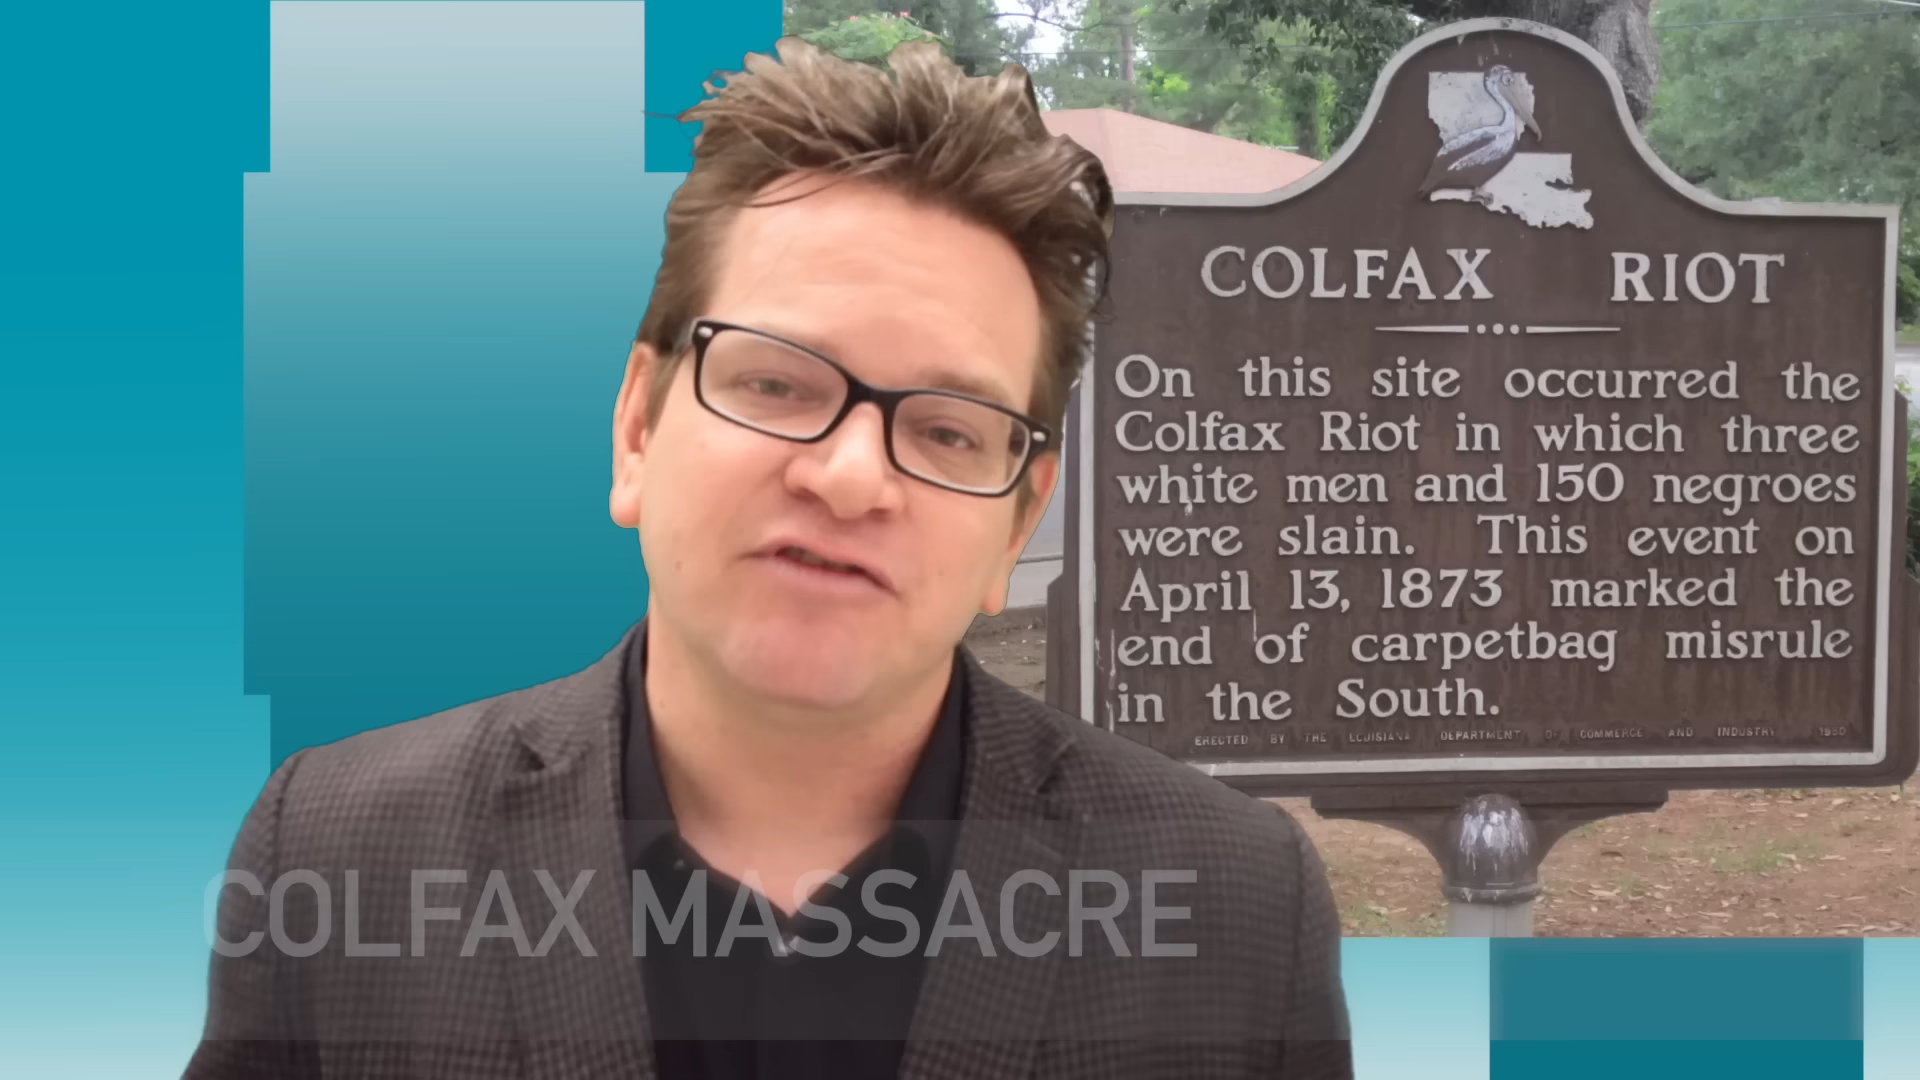 COLFAX RIOT
On this site occurred the
Colfax Riot in which three
white men and 150 negroes
were slain. This event on
April 13, 1873 marked the
end of carpetbag misrule
in the South.
ERECTED BY THE LOUISIANA DEPARTMENT OF COMMERCE AND INDUSTRY 1950
COLFAX MASSACRE